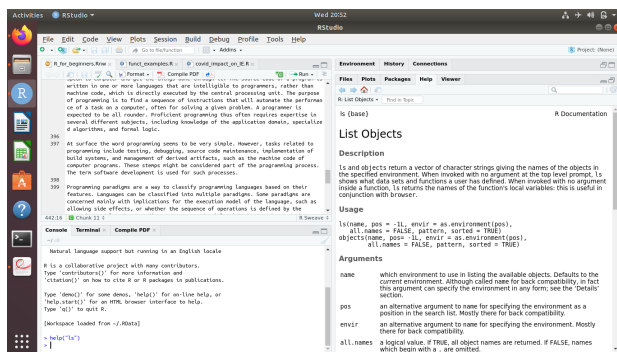 Activities
RStudio ▾
Wed 20:52
RStudio
File Edit Code View Plots Session Build Debug Profile Tools Help
Go to file/function
Addins ▾
Project: (None)
R_for_beginners.Rnw ×
funct_examples.R ×
covid_impact_on_IE.R ×
Format ▾
Compile PDF
Run
written in one or more languages that are intelligible to programmers, rather than
machine code, which is directly executed by the central processing unit. The purpose
of programming is to find a sequence of instructions that will automate the performan
ce of a task on a computer, often for solving a given problem. A programmer is
expected to be all rounder. Proficient programming thus often requires expertise in
several different subjects, including knowledge of the application domain, specialize
d algorithms, and formal logic.
396
397 At surface the word programming seems to be very simple. However, tasks related to
programming include testing, debugging, source code maintenance, implementation of
build systems, and management of derived artifacts, such as the machine code of
computer programs. These steps might be considered part of the programming process.
The term software development is used for such processes.
398
399 Programming paradigms are a way to classify programming languages based on their
features. Languages can be classified into multiple paradigms. Some paradigms are
concerned mainly with implications for the execution model of the language, such as
allowing side effects, or whether the sequence of operations is defined by the
442:16
Chunk 11
R Sweave
Console Terminal × Compile PDF ×
~/
Natural language support but running in an English locale
R is a collaborative project with many contributors.
Type 'contributors()' for more information and
'citation()' on how to cite R or R packages in publications.
Type 'demo()' for some demos, 'help()' for on-line help, or
'help.start()' for an HTML browser interface to help.
Type 'q()' to quit R.
[Workspace loaded from ~/.RData]
> help("ls")
>
Environment History Connections
Files Plots Packages Help Viewer
R: List Objects ▾
Find in Topic
ls {base}
R Documentation
List Objects
Description
ls and objects return a vector of character strings giving the names of the objects in
the specified environment. When invoked with no argument at the top level prompt, ls
shows what data sets and functions a user has defined. When invoked with no argument
inside a function, ls returns the names of the function's local variables: this is useful in
conjunction with browser.
Usage
ls(name, pos = -1L, envir = as.environment(pos),
all.names = FALSE, pattern, sorted = TRUE)
objects(name, pos= -1L, envir = as.environment(pos),
all.names = FALSE, pattern, sorted = TRUE)
Arguments
name which environment to use in listing the available objects. Defaults to the
current environment. Although called name for back compatibility, in fact
this argument can specify the environment in any form; see the 'Details'
section.
pos an alternative argument to name for specifying the environment as a
position in the search list. Mostly there for back compatibility.
envir an alternative argument to name for specifying the environment. Mostly
there for back compatibility.
all.names a logical value. If TRUE, all object names are returned. If FALSE, names
which begin with a . are omitted.